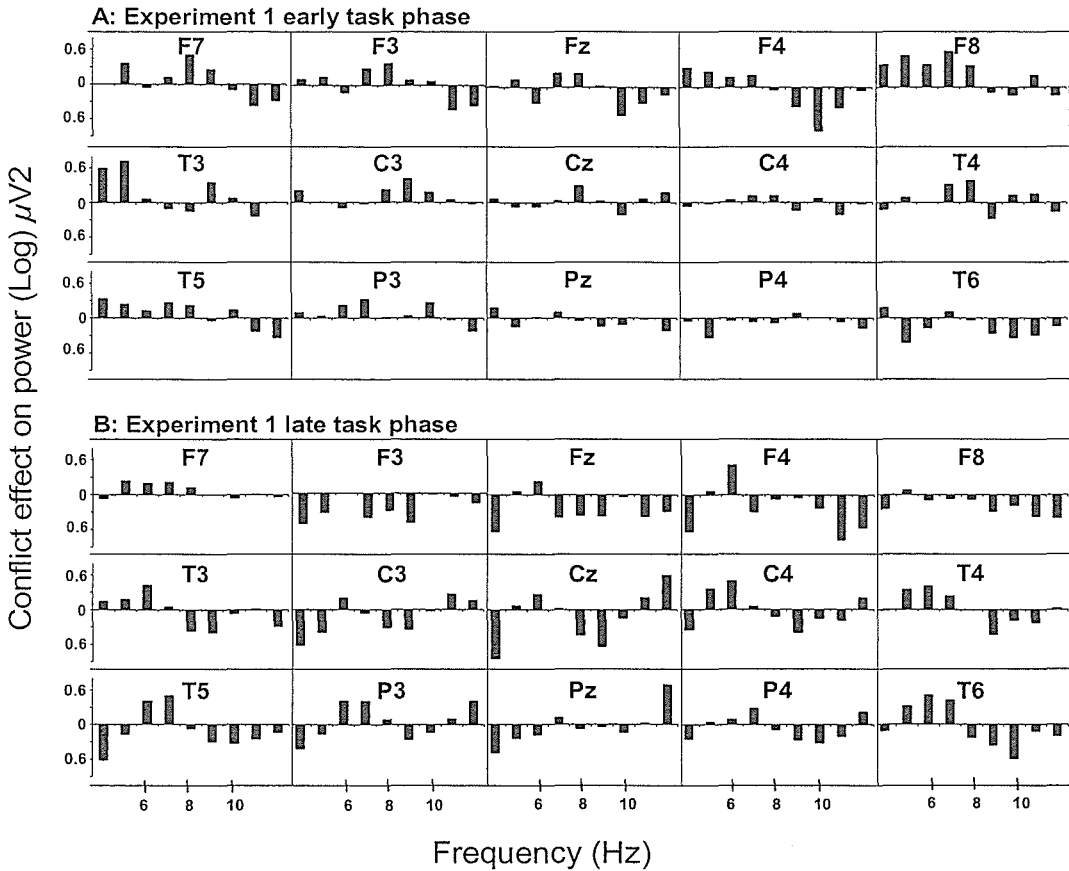 A: Experiment 1 early task phase
F7 F3 Fz F4 F8
0.6
0
0.6
T3 C3 Cz C4 T4
0.6
0
0.6
T5 P3 Pz P4 T6
0.6
0
0.6
B: Experiment 1 late task phase
F7 F3 Fz F4 F8
0.6
0
0.6
T3 C3 Cz C4 T4
0.6
0
0.6
T5 P3 Pz P4 T6
0.6
0
0.6
6 8 10 6 8 10 6 8 10 6 8 10 6 10
Conflict effect on power (Log) µV2
Frequency (Hz)